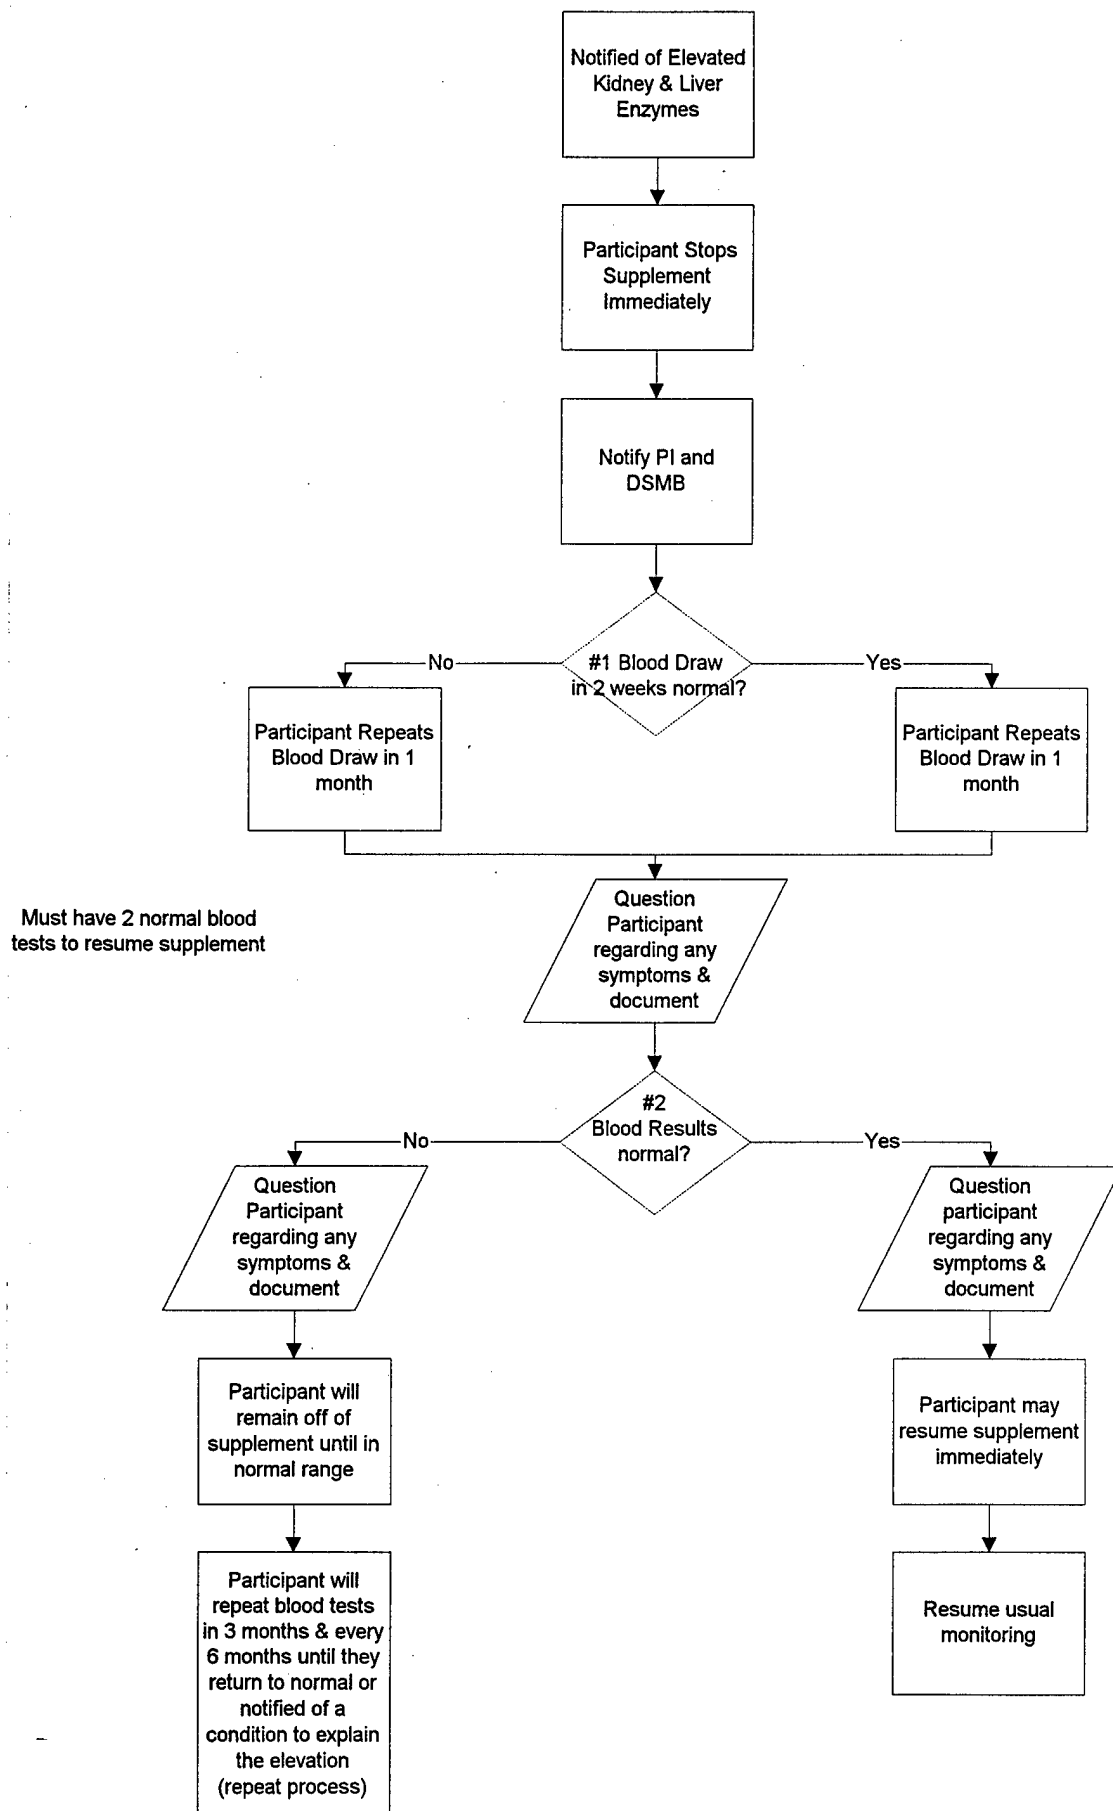 Notified of Elevated
Kidney & Liver
Enzymes
Participant Stops
Supplement
Immediately
Notify PI and
DSMB
#1 Blood Draw
in 2 weeks normal?
No
Yes
Participant Repeats
Blood Draw in 1
month
Participant Repeats
Blood Draw in 1
month
Must have 2 normal blood
tests to resume supplement
Question
Participant
regarding any
symptoms &
document
#2
Blood Results
normal?
No
Yes
Question
Participant
regarding any
symptoms &
document
Question
participant
regarding any
symptoms &
document
Participant will
remain off of
supplement until in
normal range
Participant may
resume supplement
immediately
Participant will
repeat blood tests
in 3 months & every
6 months until they
return to normal or
notified of a
condition to explain
the elevation
(repeat process)
Resume usual
monitoring